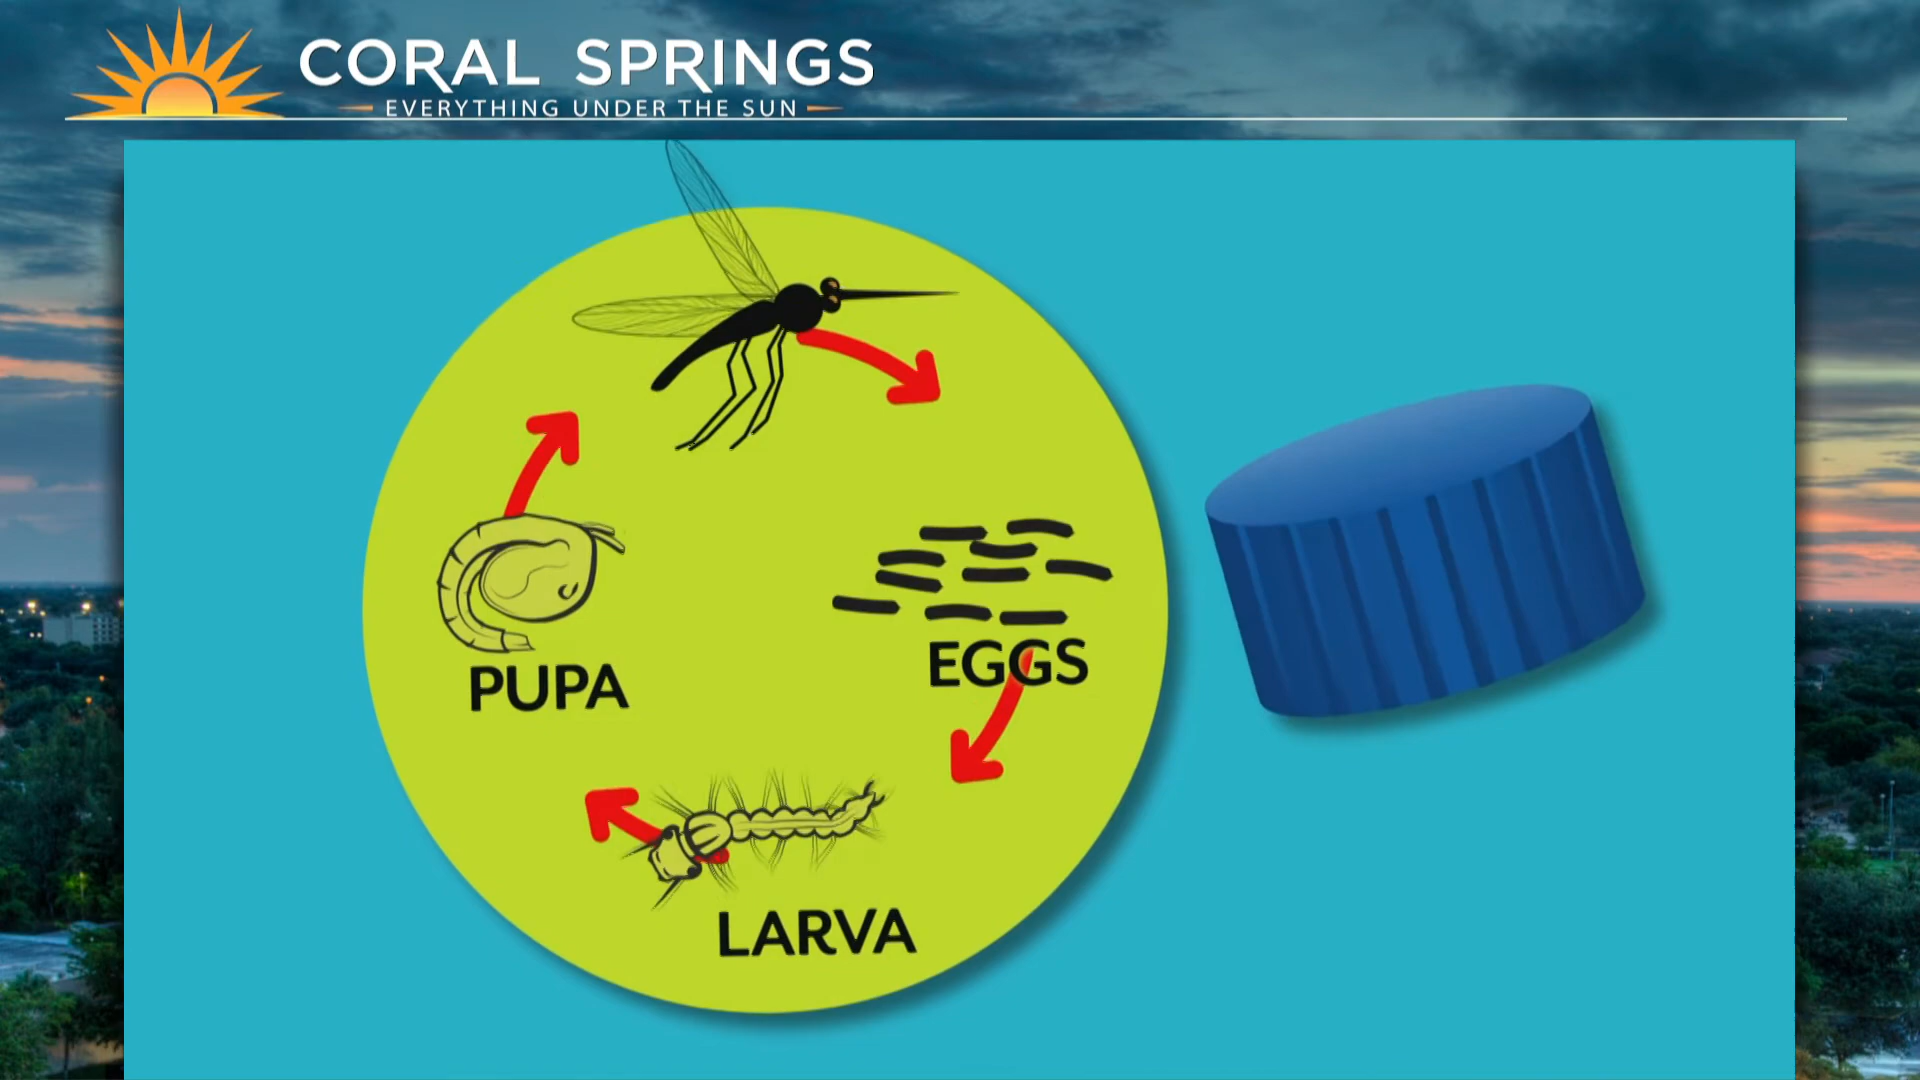 CORAL SPRINGS
EVERYTHING UNDER THE SUN
EGGS
PUPA
LARVA